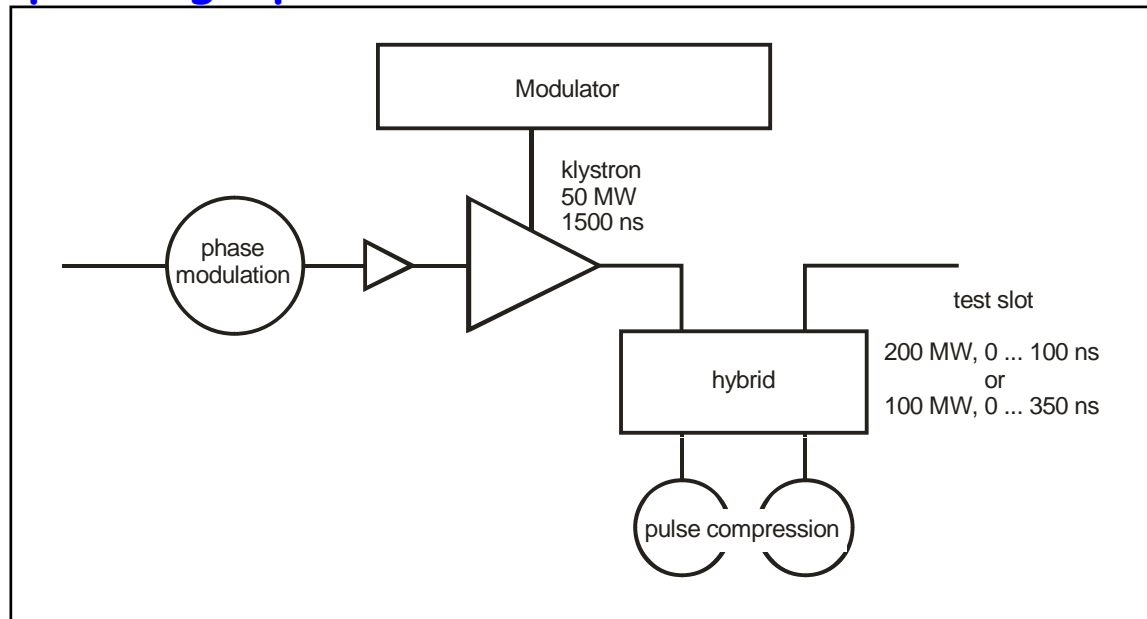 Modulator
klystron
50 MW
1500 ns
phase
modulation
test slot
200 MW, 0 ... 100 ns
or
100 MW, 0 ... 350 ns
hybrid
pulse compression